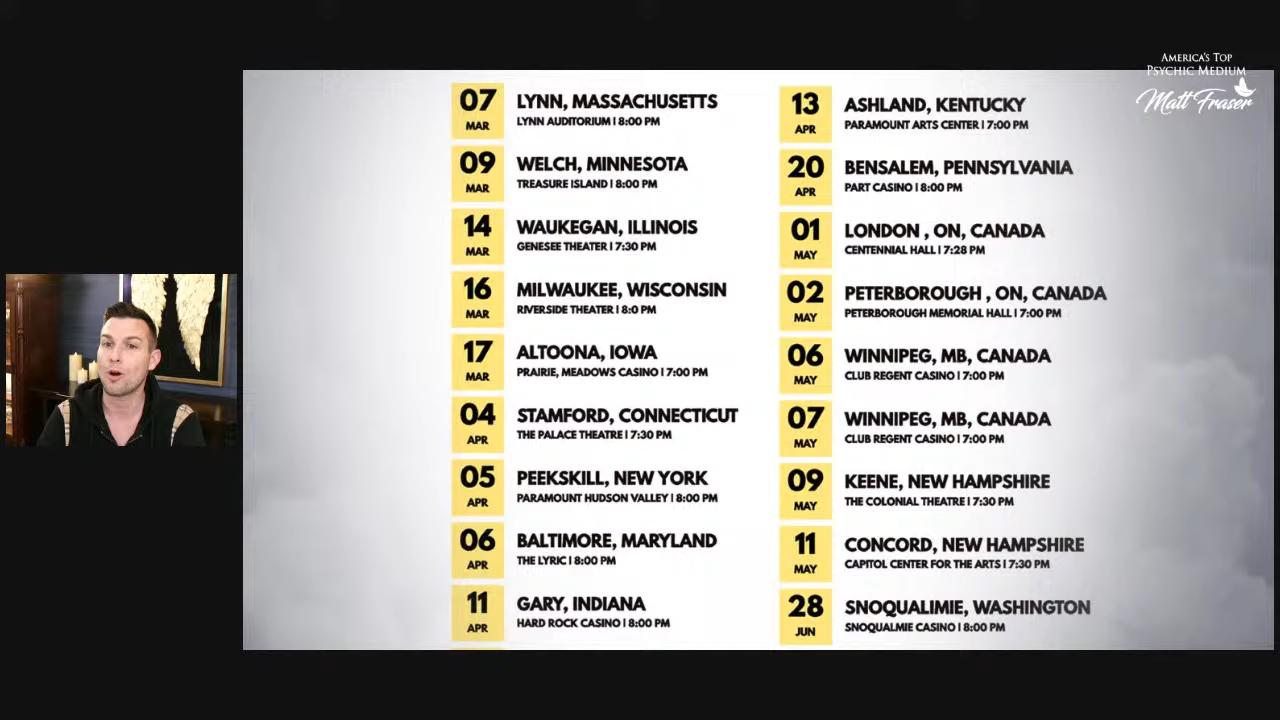 AMERICA'S TOP
PSYCHIC MEDIUM
Matt Fraser
07
MAR
LYNN, MASSACHUSETTS
LYNN AUDITORIUM | 8:00 PM
09
MAR
WELCH, MINNESOTA
TREASURE ISLAND | 8:00 PM
14
MAR
WAUKEGAN, ILLINOIS
GENESEE THEATER | 7:30 PM
16
MAR
MILWAUKEE, WISCONSIN
RIVERSIDE THEATER | 8:0 PM
17
MAR
ALTOONA, IOWA
PRAIRIE, MEADOWS CASINO | 7:00 PM
04
APR
STAMFORD, CONNECTICUT
THE PALACE THEATRE | 7:30 PM
05
APR
PEEKSKILL, NEW YORK
PARAMOUNT HUDSON VALLEY | 8:00 PM
06
APR
BALTIMORE, MARYLAND
THE LYRIC | 8:00 PM
11
APR
GARY, INDIANA
HARD ROCK CASINO | 8:00 PM
13
APR
ASHLAND, KENTUCKY
PARAMOUNT ARTS CENTER | 7:00 PM
20
APR
BENSALEM, PENNSYLVANIA
PART CASINO | 8:00 PM
01
MAY
LONDON , ON, CANADA
CENTENNIAL HALL | 7:28 PM
02
MAY
PETERBOROUGH , ON, CANADA
PETERBOROUGH MEMORIAL HALL | 7:00 PM
06
MAY
WINNIPEG, MB, CANADA
CLUB REGENT CASINO | 7:00 PM
07
MAY
WINNIPEG, MB, CANADA
CLUB REGENT CASINO | 7:00 PM
09
MAY
KEENE, NEW HAMPSHIRE
THE COLONIAL THEATRE | 7:30 PM
11
MAY
CONCORD, NEW HAMPSHIRE
CAPITOL CENTER FOR THE ARTS | 7:30 PM
28
JUN
SNOQUALIMIE, WASHINGTON
SNOQUALMIE CASINO | 8:00 PM